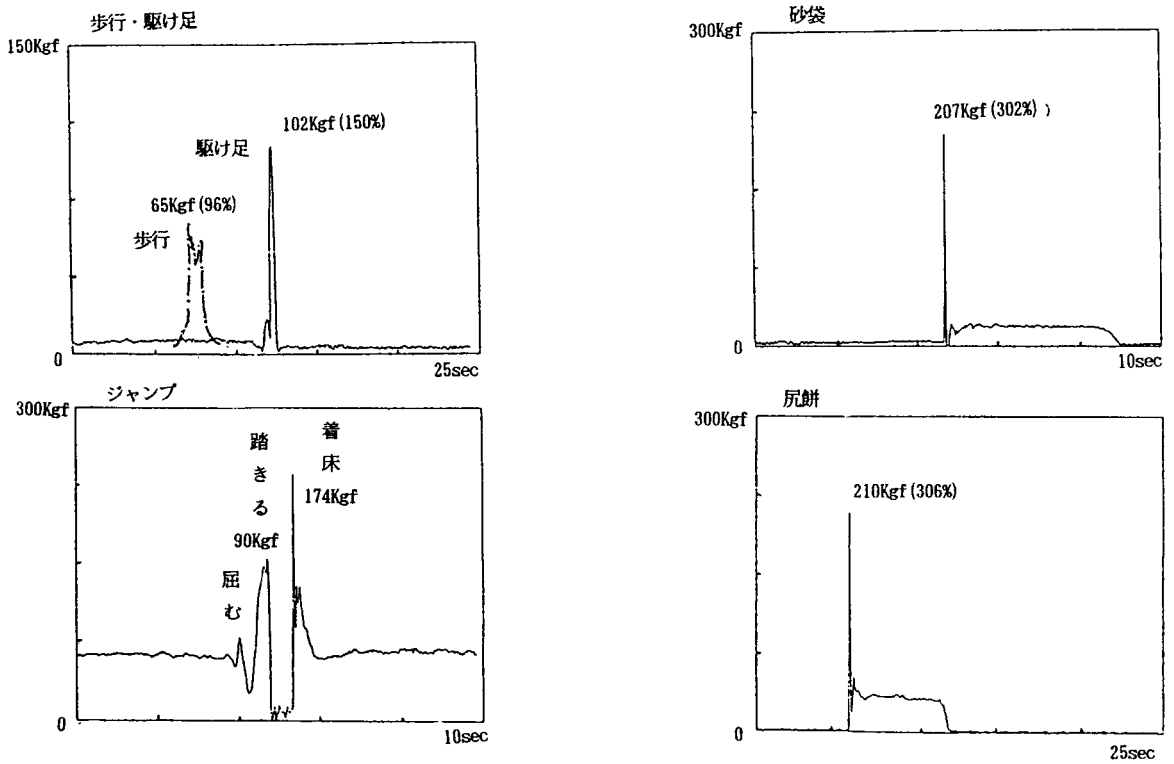 歩行・駆け足
150Kgf
102Kgf(150%)
駆け足
65Kgf(96%)
歩行
0
25sec
砂袋
300Kgf
207Kgf(302%) )
0
10sec
ジャンプ
300Kgf
着床
踏きる
174Kgf
90Kgf
屈む
0
10sec
尻餅
300Kgf
210Kgf(306%)
0
25sec